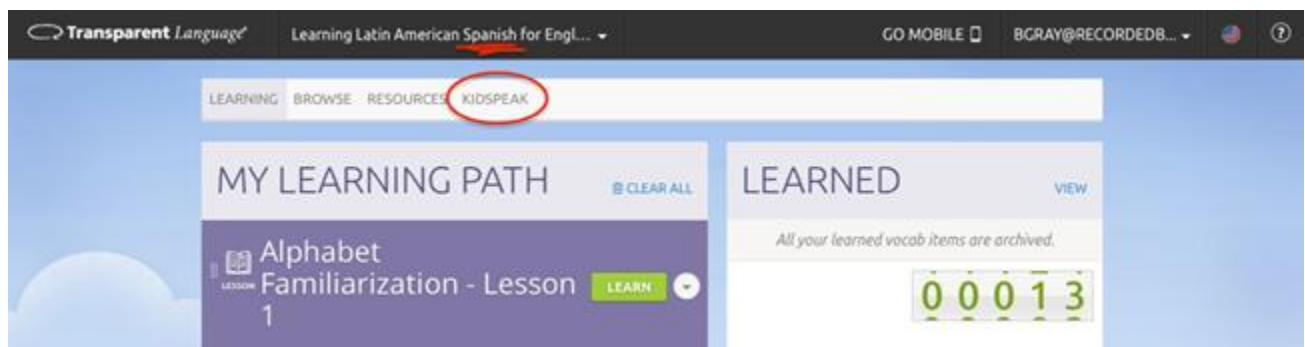 Transparent Language
Learning Latin American Spanish for Engl...
GO MOBILE
BGRAY@RECORDEDB...
?
LEARNING BROWSE RESOURCES KIDSPEAK
MY LEARNING PATH
CLEAR ALL
LESSON
Alphabet
Familiarization - Lesson
1
LEARN
LEARNED
VIEW
All your learned vocab items are archived.
00013